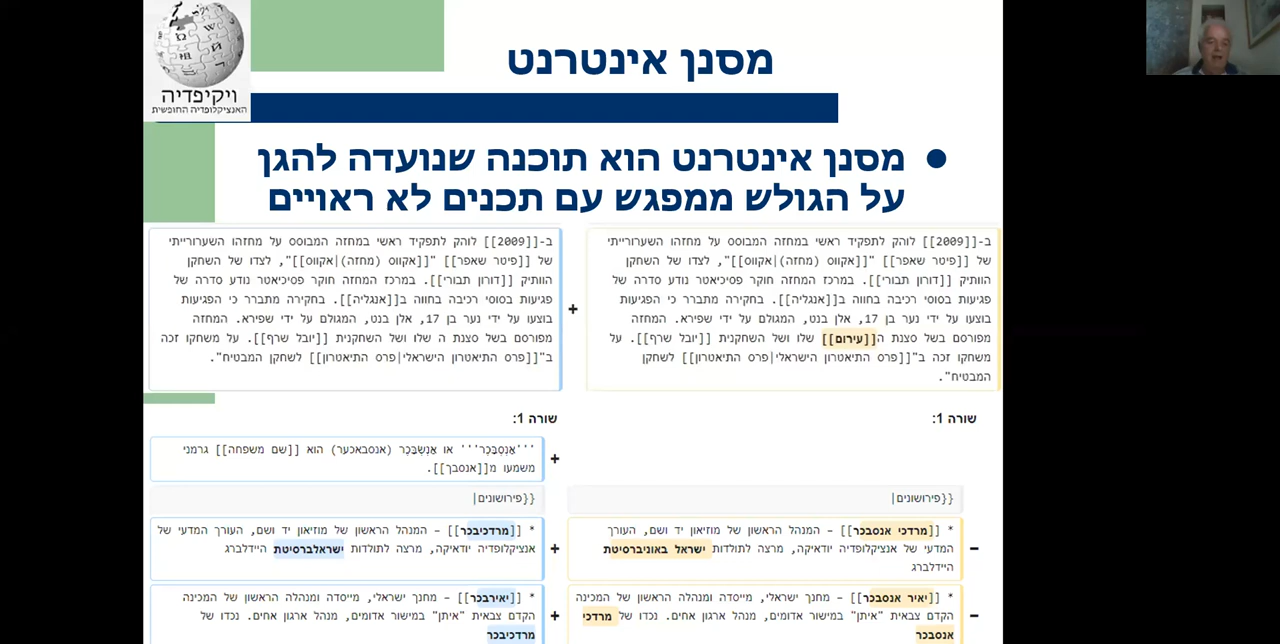 ויקיפדיה
האנציקלופדיה החופשית
מסנן אינטרנט
● מסנן אינטרנט הוא תוכנה שנועדה להגן
על הגולש ממפגש עם תכנים לא ראויים
ב-[[2009]] לוהק לתפקיד ראשי במחזה המבוסס על מחזהו השערורייתי
של [[פיטר שאפר]] "[[אקווס (מחזה)|אקווס]]", לצדו של השחקן
הוותיק [[דורון תבורי]]. במרכז המחזה חוקר פסיכיאטר נודע סדרה של
פגיעות בסוסי רכיבה בחווה ב[[אנגליה]]. בחקירה מתברר כי הפגיעות
בוצעו על ידי נער בן 17, אלן בנט, המגולם על ידי שפירא. המחזה
מפורסם בשל סצנת ה[[עירום]] שלו ושל השחקנית [[יובל שרף]]. על
משחקו זכה ב"[[פרס התיאטרון הישראלי|פרס התיאטרון]] לשחקן
המבטיח".
+
ב-[[2009]] לוהק לתפקיד ראשי במחזה המבוסס על מחזהו השערורייתי
של [[פיטר שאפר]] "[[אקווס (מחזה)|אקווס]]", לצדו של השחקן
הוותיק [[דורון תבורי]]. במרכז המחזה חוקר פסיכיאטר נודע סדרה של
פגיעות בסוסי רכיבה בחווה ב[[אנגליה]]. בחקירה מתברר כי הפגיעות
בוצעו על ידי נער בן 17, אלן בנט, המגולם על ידי שפירא. המחזה
מפורסם בשל סצנת ה שלו ושל השחקנית [[יובל שרף]]. על משחקו זכה
ב"[[פרס התיאטרון הישראלי|פרס התיאטרון]] לשחקן המבטיח".
שורה 1:
שורה 1:
+ '''אַנְסְבַּכֶר''' או אַנְשְׂבַּכֶר (אנסבאכער) הוא [[שם משפחה]] גרמני
משמעו מ[[אנסבך]].
{{פירושונים|
{{פירושונים|
− * [[מרדכי אנסבכר]] – המנהל הראשון של מוזיאון יד ושם, העורך
המדעי של אנציקלופדיה יודאיקה, מרצה לתולדות ישראל באוניברסיטת
היידלברג
+ * [[מרדכיבכר]] – המנהל הראשון של מוזיאון יד ושם, העורך המדעי של
אנציקלופדיה יודאיקה, מרצה לתולדות ישראלברסיטת היידלברג
− * [[יאיר אנסבכר]] – מחנך ישראלי, מייסדה ומנהלה הראשון של המכינה
הקדם צבאית "איתן" במישור אדומים, מנהל ארגון אחים. נכדו של מרדכי
אנסבכר
+ * [[יאירבכר]] – מחנך ישראלי, מייסדה ומנהלה הראשון של המכינה
הקדם צבאית "איתן" במישור אדומים, מנהל ארגון אחים. נכדו של
מרדכיבכר